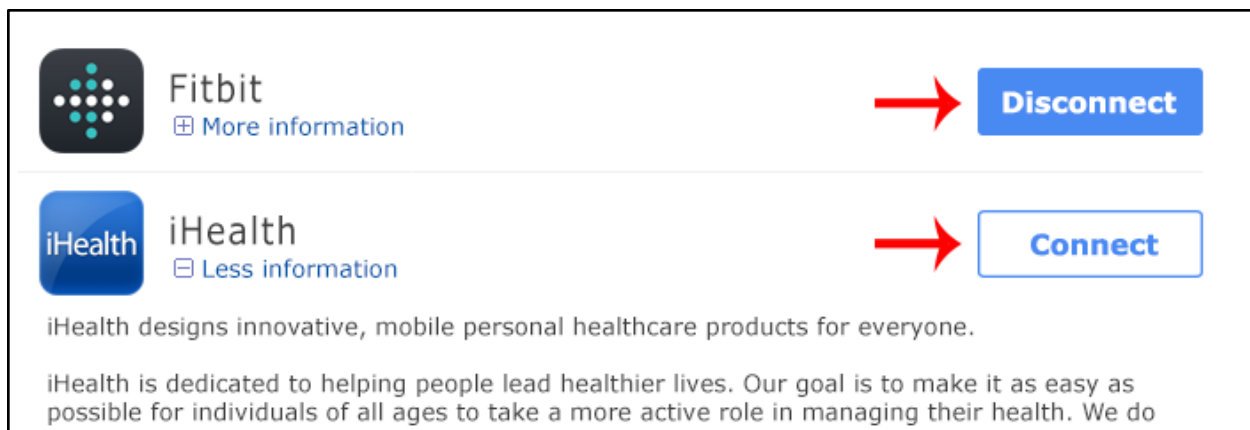 Fitbit
More information
Disconnect
iHealth
iHealth
Less information
Connect
iHealth designs innovative, mobile personal healthcare products for everyone.
iHealth is dedicated to helping people lead healthier lives. Our goal is to make it as easy as
possible for individuals of all ages to take a more active role in managing their health. We do